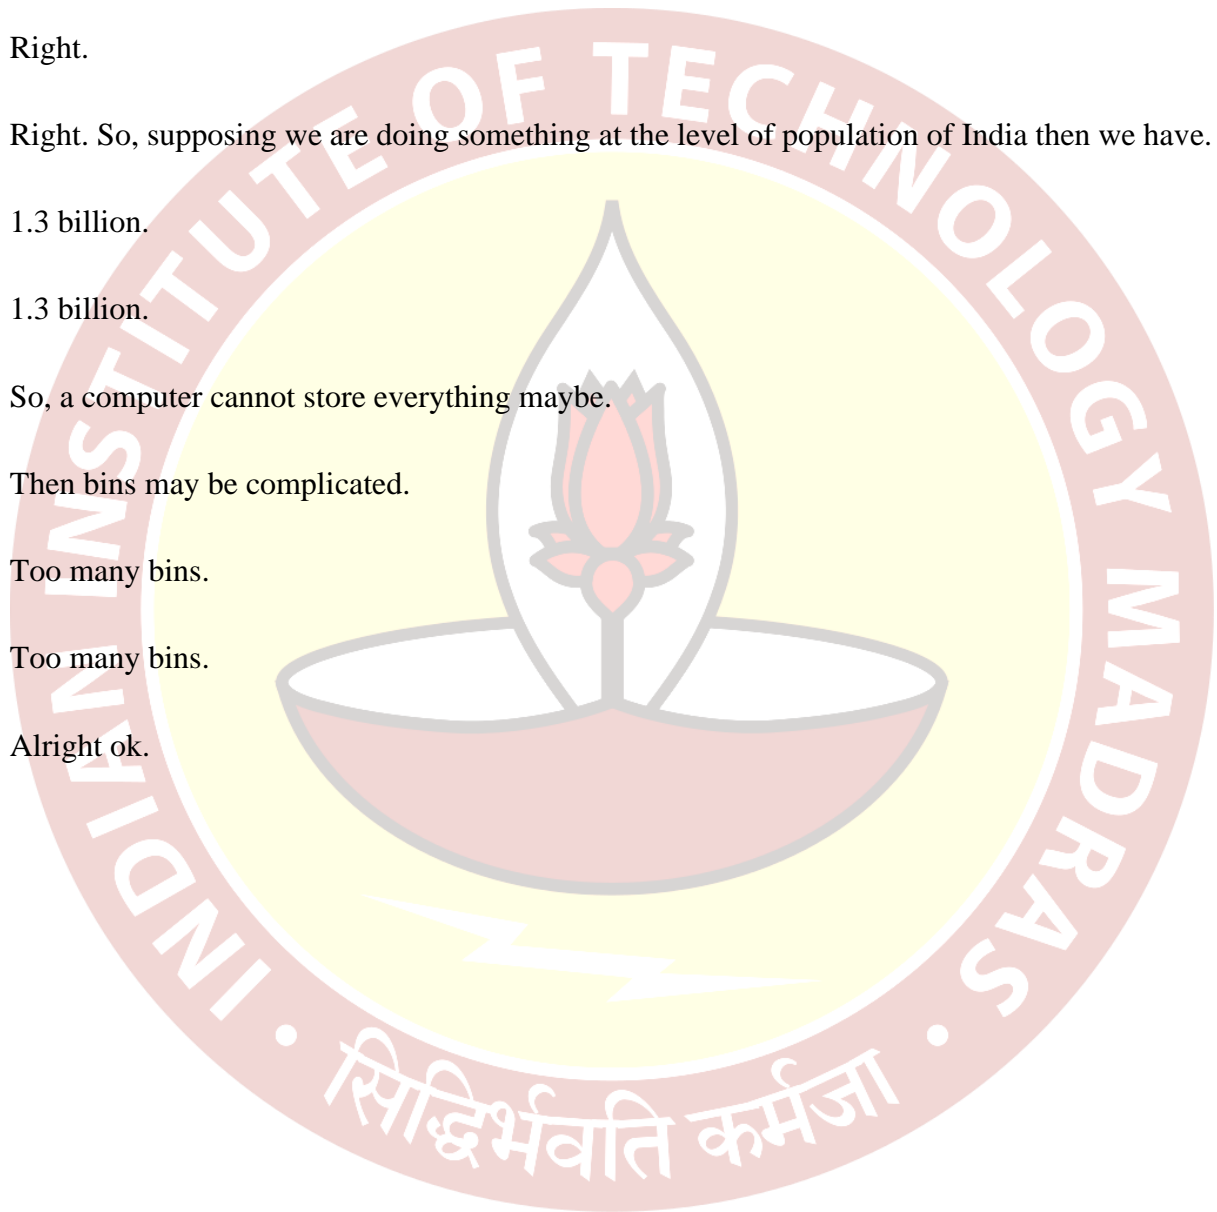 Right.
Right. So, supposing we are doing something at the level of population of India then we have.
1.3 billion.
1.3 billion.
So, a computer cannot store everything maybe.
Then bins may be complicated.
Too many bins.
Too many bins.
Alright ok.
INDIAN INSTITUTE OF TECHNOLOGY MADRAS
सिद्धिर्भवति कर्मजा